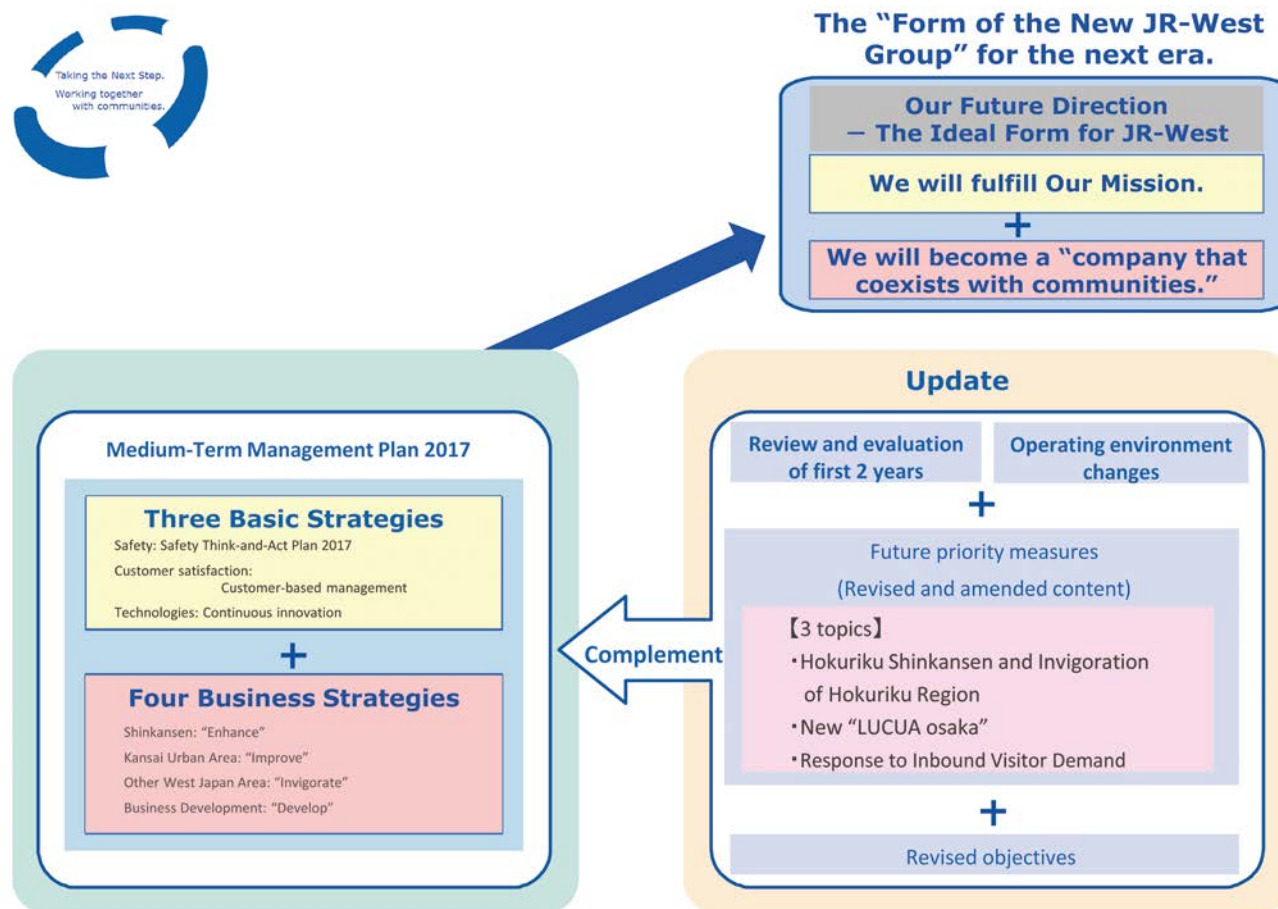 Taking the Next Step.
Working together
with communities.
The “Form of the New JR-West
Group” for the next era.
Our Future Direction
– The Ideal Form for JR-West
We will fulfill Our Mission.
+
We will become a “company that
coexists with communities.”
Medium-Term Management Plan 2017
Three Basic Strategies
Safety: Safety Think-and-Act Plan 2017
Customer satisfaction:
Customer-based management
Technologies: Continuous innovation
+
Four Business Strategies
Shinkansen: “Enhance”
Kansai Urban Area: “Improve”
Other West Japan Area: “Invigorate”
Business Development: “Develop”
Complement
Update
Review and evaluation
of first 2 years
Operating environment
changes
+
Future priority measures
(Revised and amended content)
【3 topics】
・Hokuriku Shinkansen and Invigoration
of Hokuriku Region
・New “LUCUA osaka”
・Response to Inbound Visitor Demand
+
Revised objectives